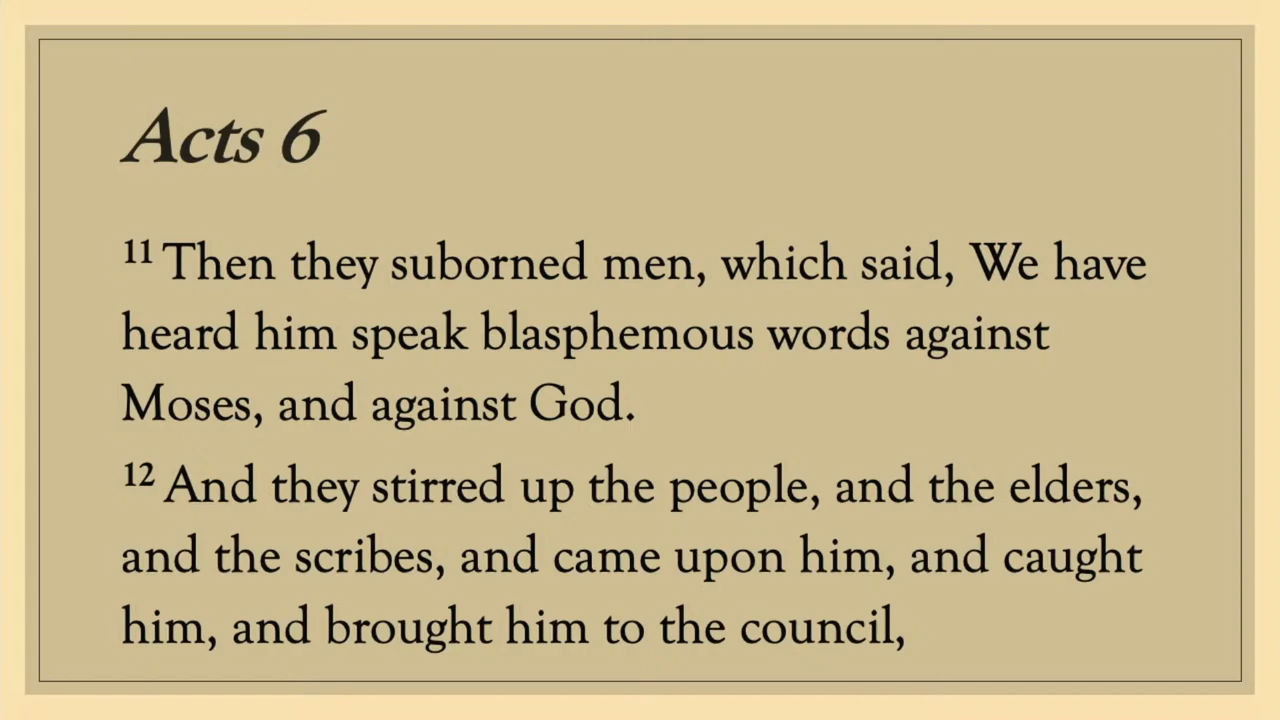 Acts 6
11 Then they suborned men, which said, We have
heard him speak blasphemous words against
Moses, and against God.
12 And they stirred up the people, and the elders,
and the scribes, and came upon him, and caught
him, and brought him to the council,